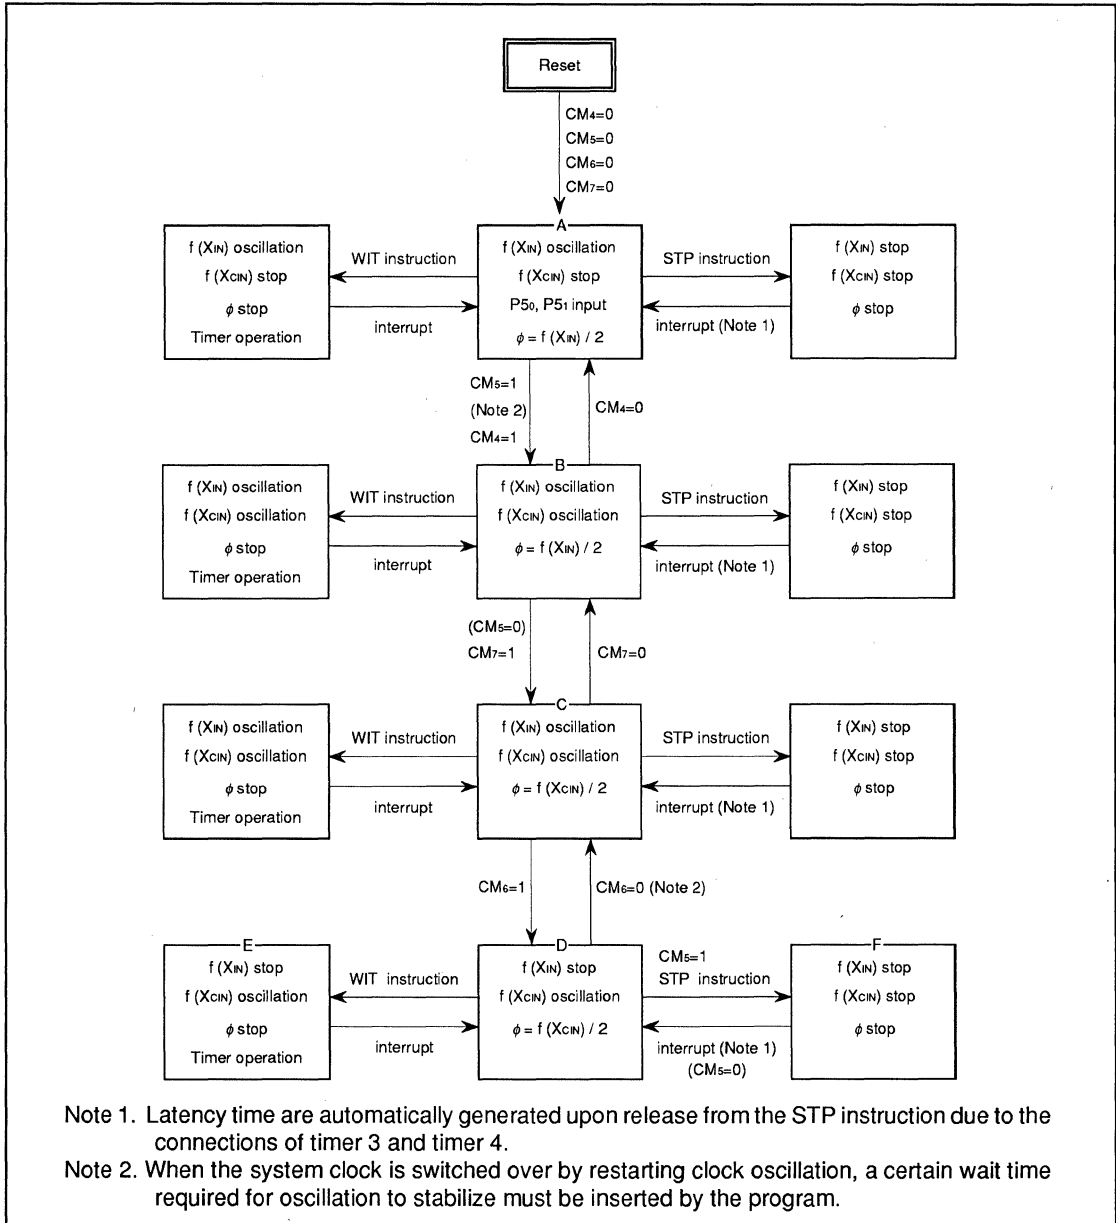 Reset
CM4=0
CM5=0
CM6=0
CM7=0
f (XIN) oscillation
f (XCIN) stop
ϕ stop
Timer operation
WIT instruction
interrupt
A
f (XIN) oscillation
f (XCIN) stop
P50, P51 input
ϕ = f (XIN) / 2
STP instruction
interrupt (Note 1)
f (XIN) stop
f (XCIN) stop
ϕ stop
CM5=1
(Note 2)
CM4=1
CM4=0
f (XIN) oscillation
f (XCIN) oscillation
ϕ stop
Timer operation
WIT instruction
interrupt
B
f (XIN) oscillation
f (XCIN) oscillation
ϕ = f (XIN) / 2
STP instruction
interrupt (Note 1)
f (XIN) stop
f (XCIN) stop
ϕ stop
(CM5=0)
CM7=1
CM7=0
f (XIN) oscillation
f (XCIN) oscillation
ϕ stop
Timer operation
WIT instruction
interrupt
C
f (XIN) oscillation
f (XCIN) oscillation
ϕ = f (XCIN) / 2
STP instruction
interrupt (Note 1)
f (XIN) stop
f (XCIN) stop
ϕ stop
CM6=1
CM6=0 (Note 2)
E
f (XIN) stop
f (XCIN) oscillation
ϕ stop
Timer operation
WIT instruction
interrupt
D
f (XIN) stop
f (XCIN) oscillation
ϕ = f (XCIN) / 2
CM5=1
STP instruction
interrupt (Note 1)
(CM5=0)
F
f (XIN) stop
f (XCIN) stop
ϕ stop
Note 1. Latency time are automatically generated upon release from the STP instruction due to the
connections of timer 3 and timer 4.
Note 2. When the system clock is switched over by restarting clock oscillation, a certain wait time
required for oscillation to stabilize must be inserted by the program.